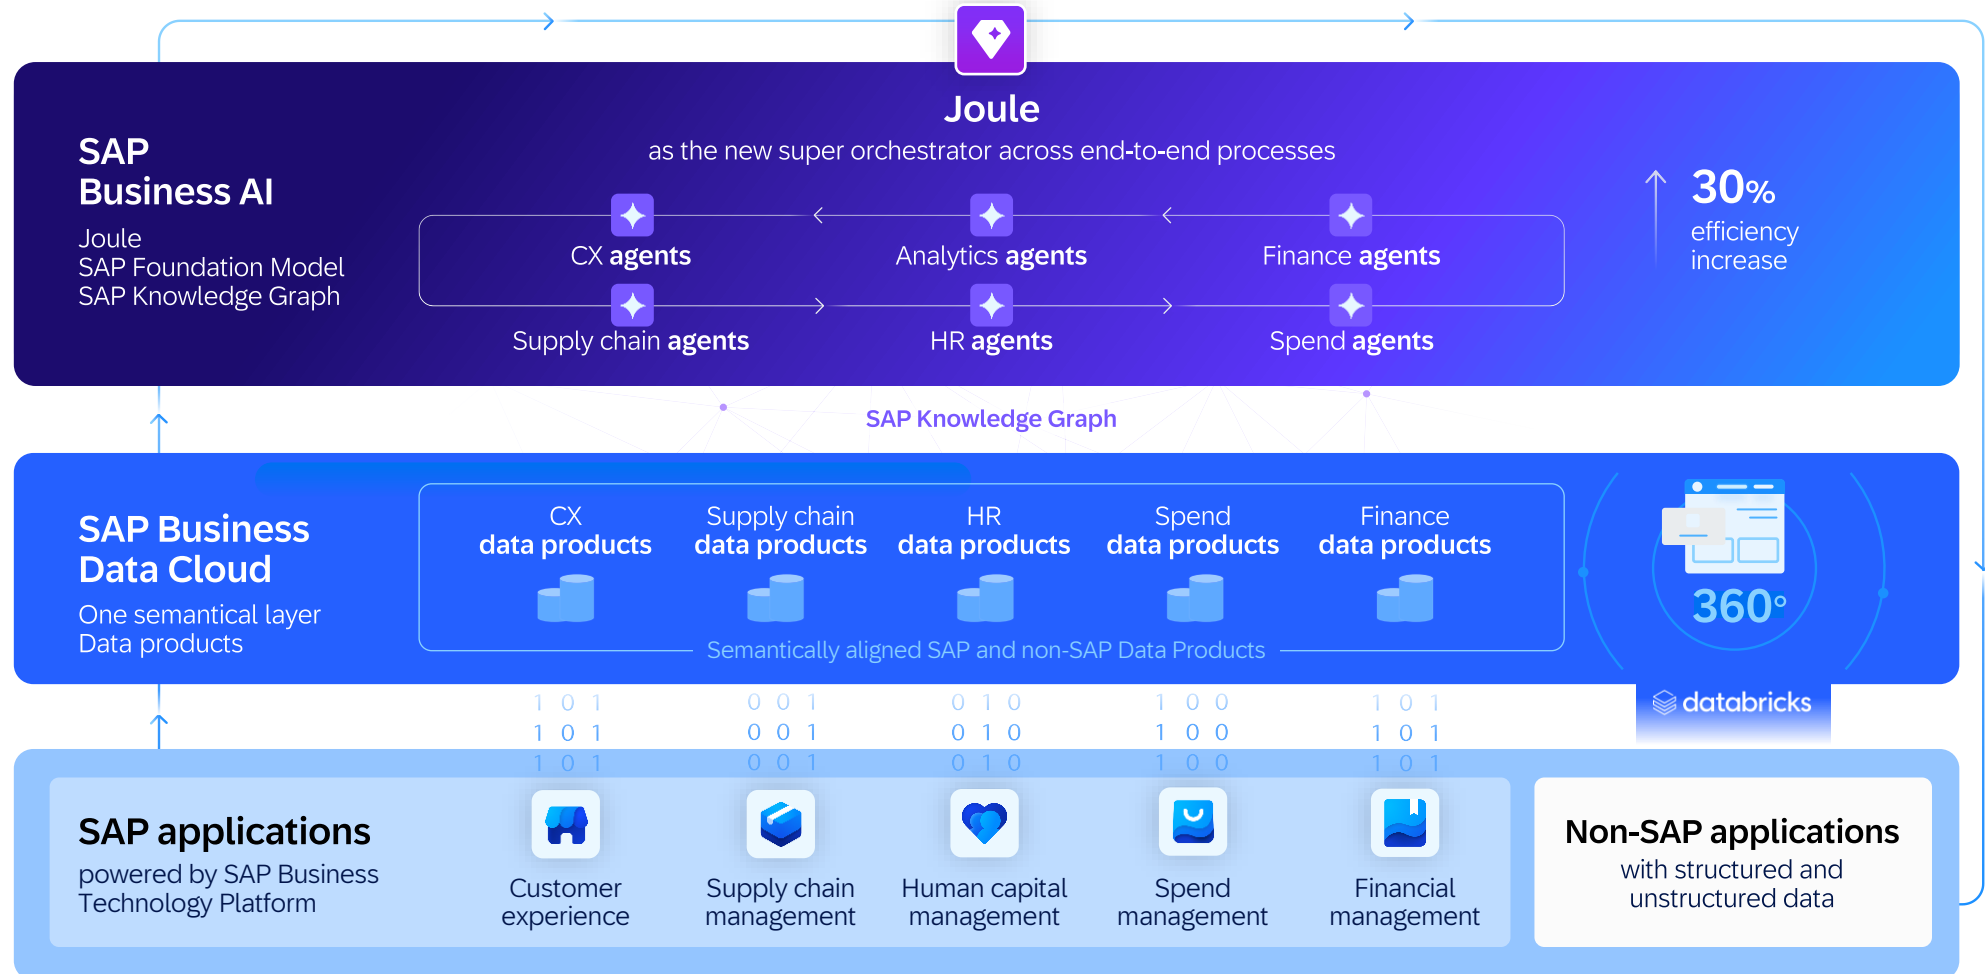 Joule
as the new super orchestrator across end-to-end processes
SAP
Business AI
Joule
SAP Foundation Model
SAP Knowledge Graph
CX agents
Analytics agents
Finance agents
Supply chain agents
HR agents
Spend agents
30%
efficiency
increase
SAP Knowledge Graph
SAP Business
Data Cloud
One semantical layer
Data products
CX
data products
Supply chain
data products
HR
data products
Spend
data products
Finance
data products
Semantically aligned SAP and non-SAP Data Products
360°
databricks
1 0 1 0 0 1 0 1 0 1 0 0 1 0 1
1 0 1 0 0 1 0 1 0 1 0 0 1 0 1
1 0 1 0 0 1 0 1 0 1 0 0 1 0 1
SAP applications
powered by SAP Business
Technology Platform
Customer
experience
Supply chain
management
Human capital
management
Spend
management
Financial
management
Non-SAP applications
with structured and
unstructured data